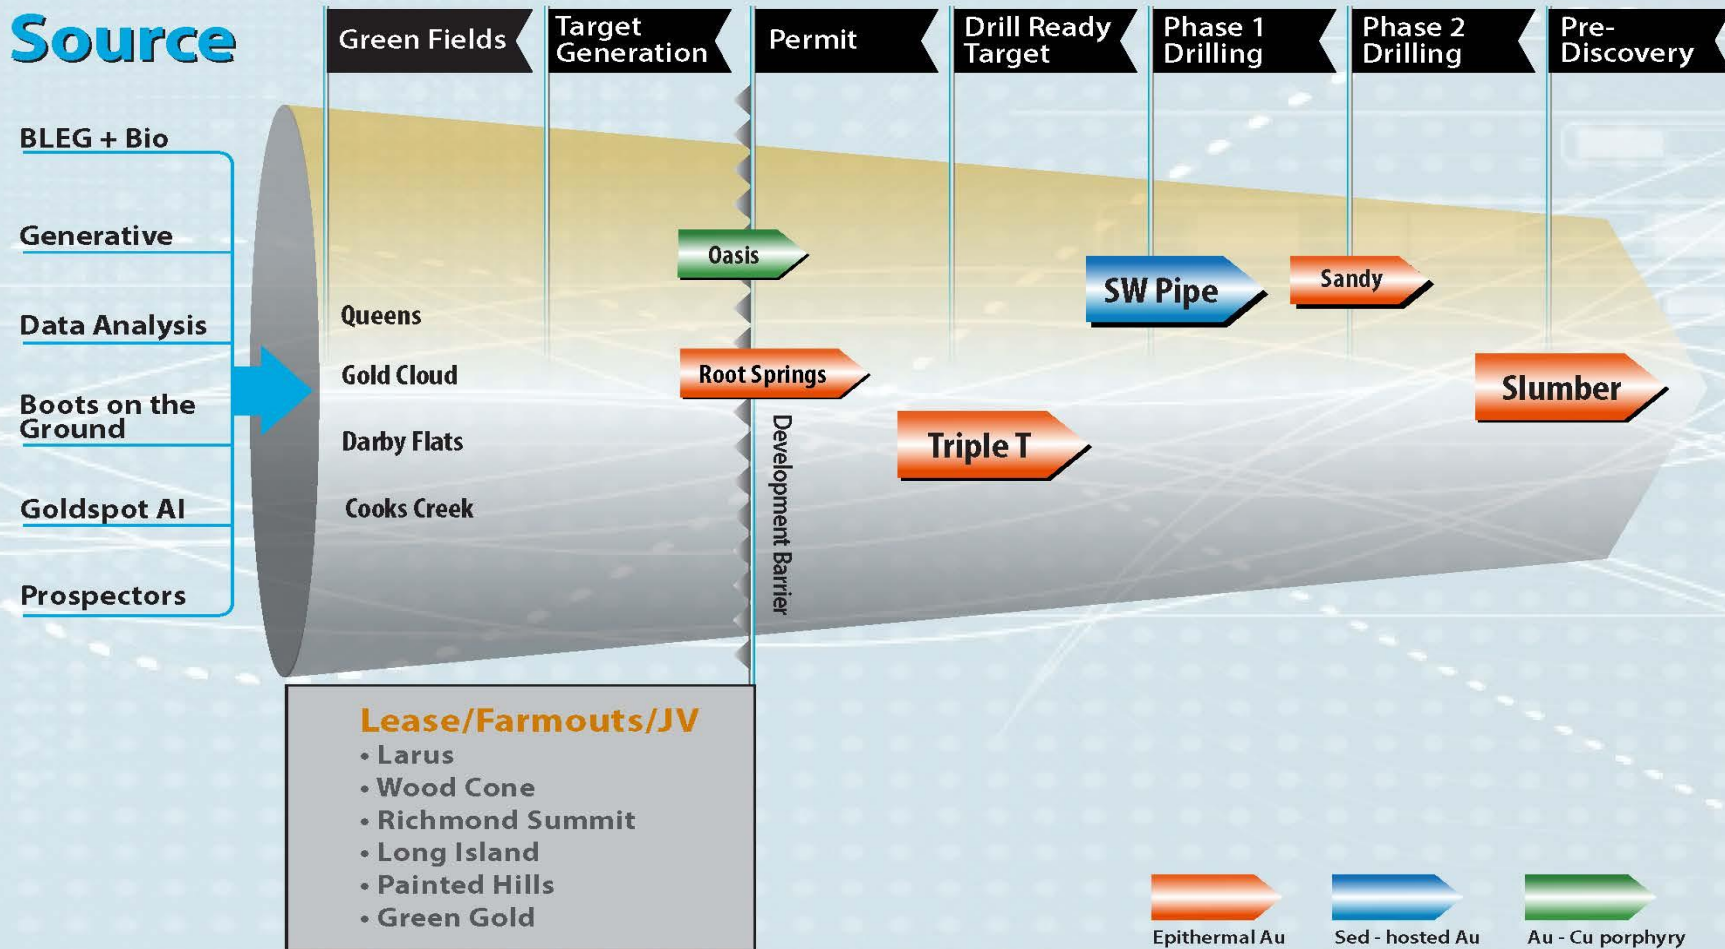 Source
Green Fields
Target
Generation
Permit
Drill Ready
Target
Phase 1
Drilling
Phase 2
Drilling
Pre-
Discovery
BLEG + Bio
Generative
Data Analysis
Boots on the
Ground
Goldspot AI
Prospectors
Queens
Gold Cloud
Darby Flats
Cooks Creek
Oasis
Root Springs
Development Barrier
Triple T
SW Pipe
Sandy
Slumber
Lease/Farmouts/JV
• Larus
• Wood Cone
• Richmond Summit
• Long Island
• Painted Hills
• Green Gold
Epithermal Au
Sed - hosted Au
Au - Cu porphyry